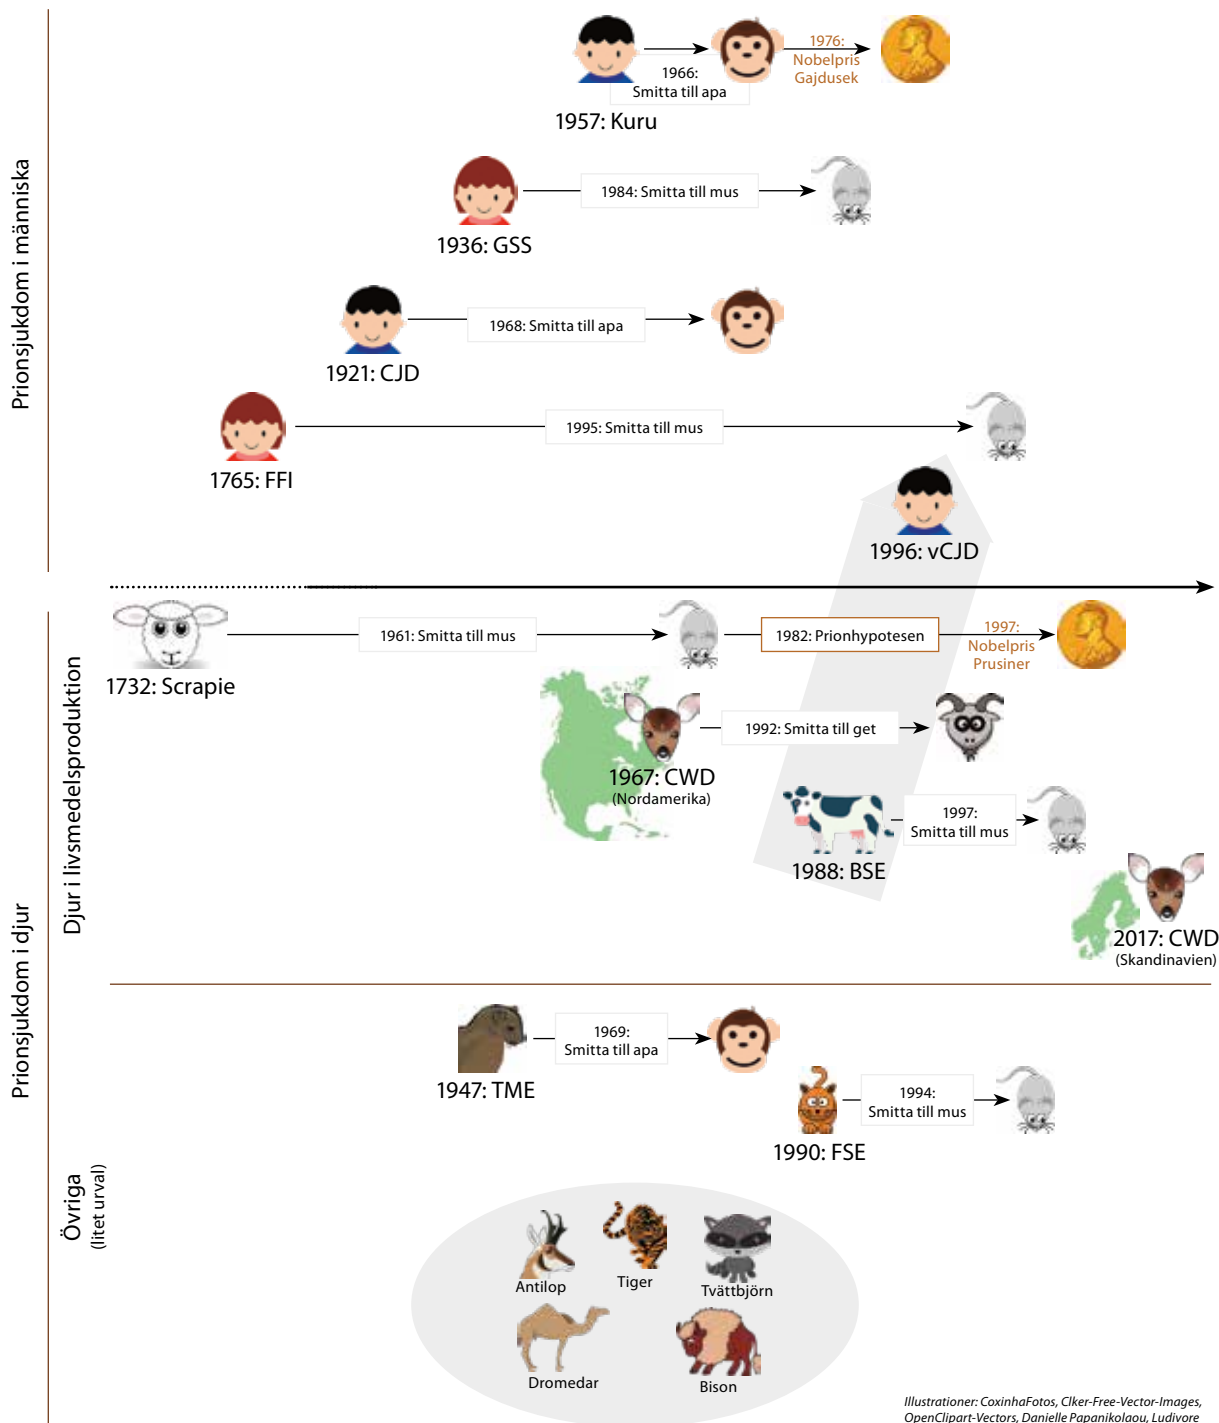 Prionsjukdom i människa
1966:
Smitta till apa
1976:
Nobelpris
Gajdusek
1957: Kuru
1984: Smitta till mus
1936: GSS
1968: Smitta till apa
1921: CJD
1995: Smitta till mus
1765: FFI
1996: vCJD
Prionsjukdom i djur
Djur i livsmedelsproduktion
1961: Smitta till mus
1982: Prionhypotesen
1997:
Nobelpris
Prusiner
1732: Scrapie
1992: Smitta till get
1967: CWD
(Nordamerika)
1997:
Smitta till mus
1988: BSE
2017: CWD
(Skandinavien)
Övriga
(litet urval)
1969:
Smitta till apa
1947: TME
1994:
Smitta till mus
1990: FSE
Antilop
Tiger
Tvättbjörn
Dromedar
Bison
Illustrationer: CoxinhaFotos, Clker-Free-Vector-Images,
OpenClipart-Vectors, Danielle Papanikolaou, Ludivore